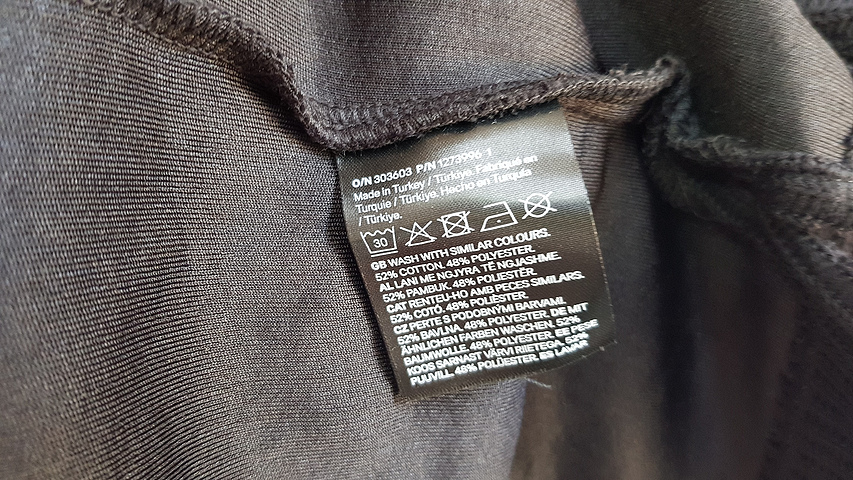 O/N 303603 P/N 1273996 1
Made in Turkey / Türkiye. Fabriqué en
Turquie / Türkiye. Hecho en Turquía
/ Türkiye.
30
GB WASH WITH SIMILAR COLOURS.
52% COTTON. 48% POLYESTER.
AL LANI ME NGJYRA TË NGJASHME.
52% PAMBUK. 48% POLIESTËR.
CAT RENTEU-HO AMB PECES SIMILARS.
52% COTÓ. 48% POLIÈSTER.
CZ PERTE S PODOBNÝMI BARVAMI.
52% BAVLNA. 48% POLYESTER. DE MIT
ÄHNLICHEN FARBEN WASCHEN. 52%
BAUMWOLLE. 48% POLYESTER. EE PESE
KOOS SARNAST VÄRVI RIIETEGA. 52%
PUUVILL. 48% POLÜESTER. ES LAVAR